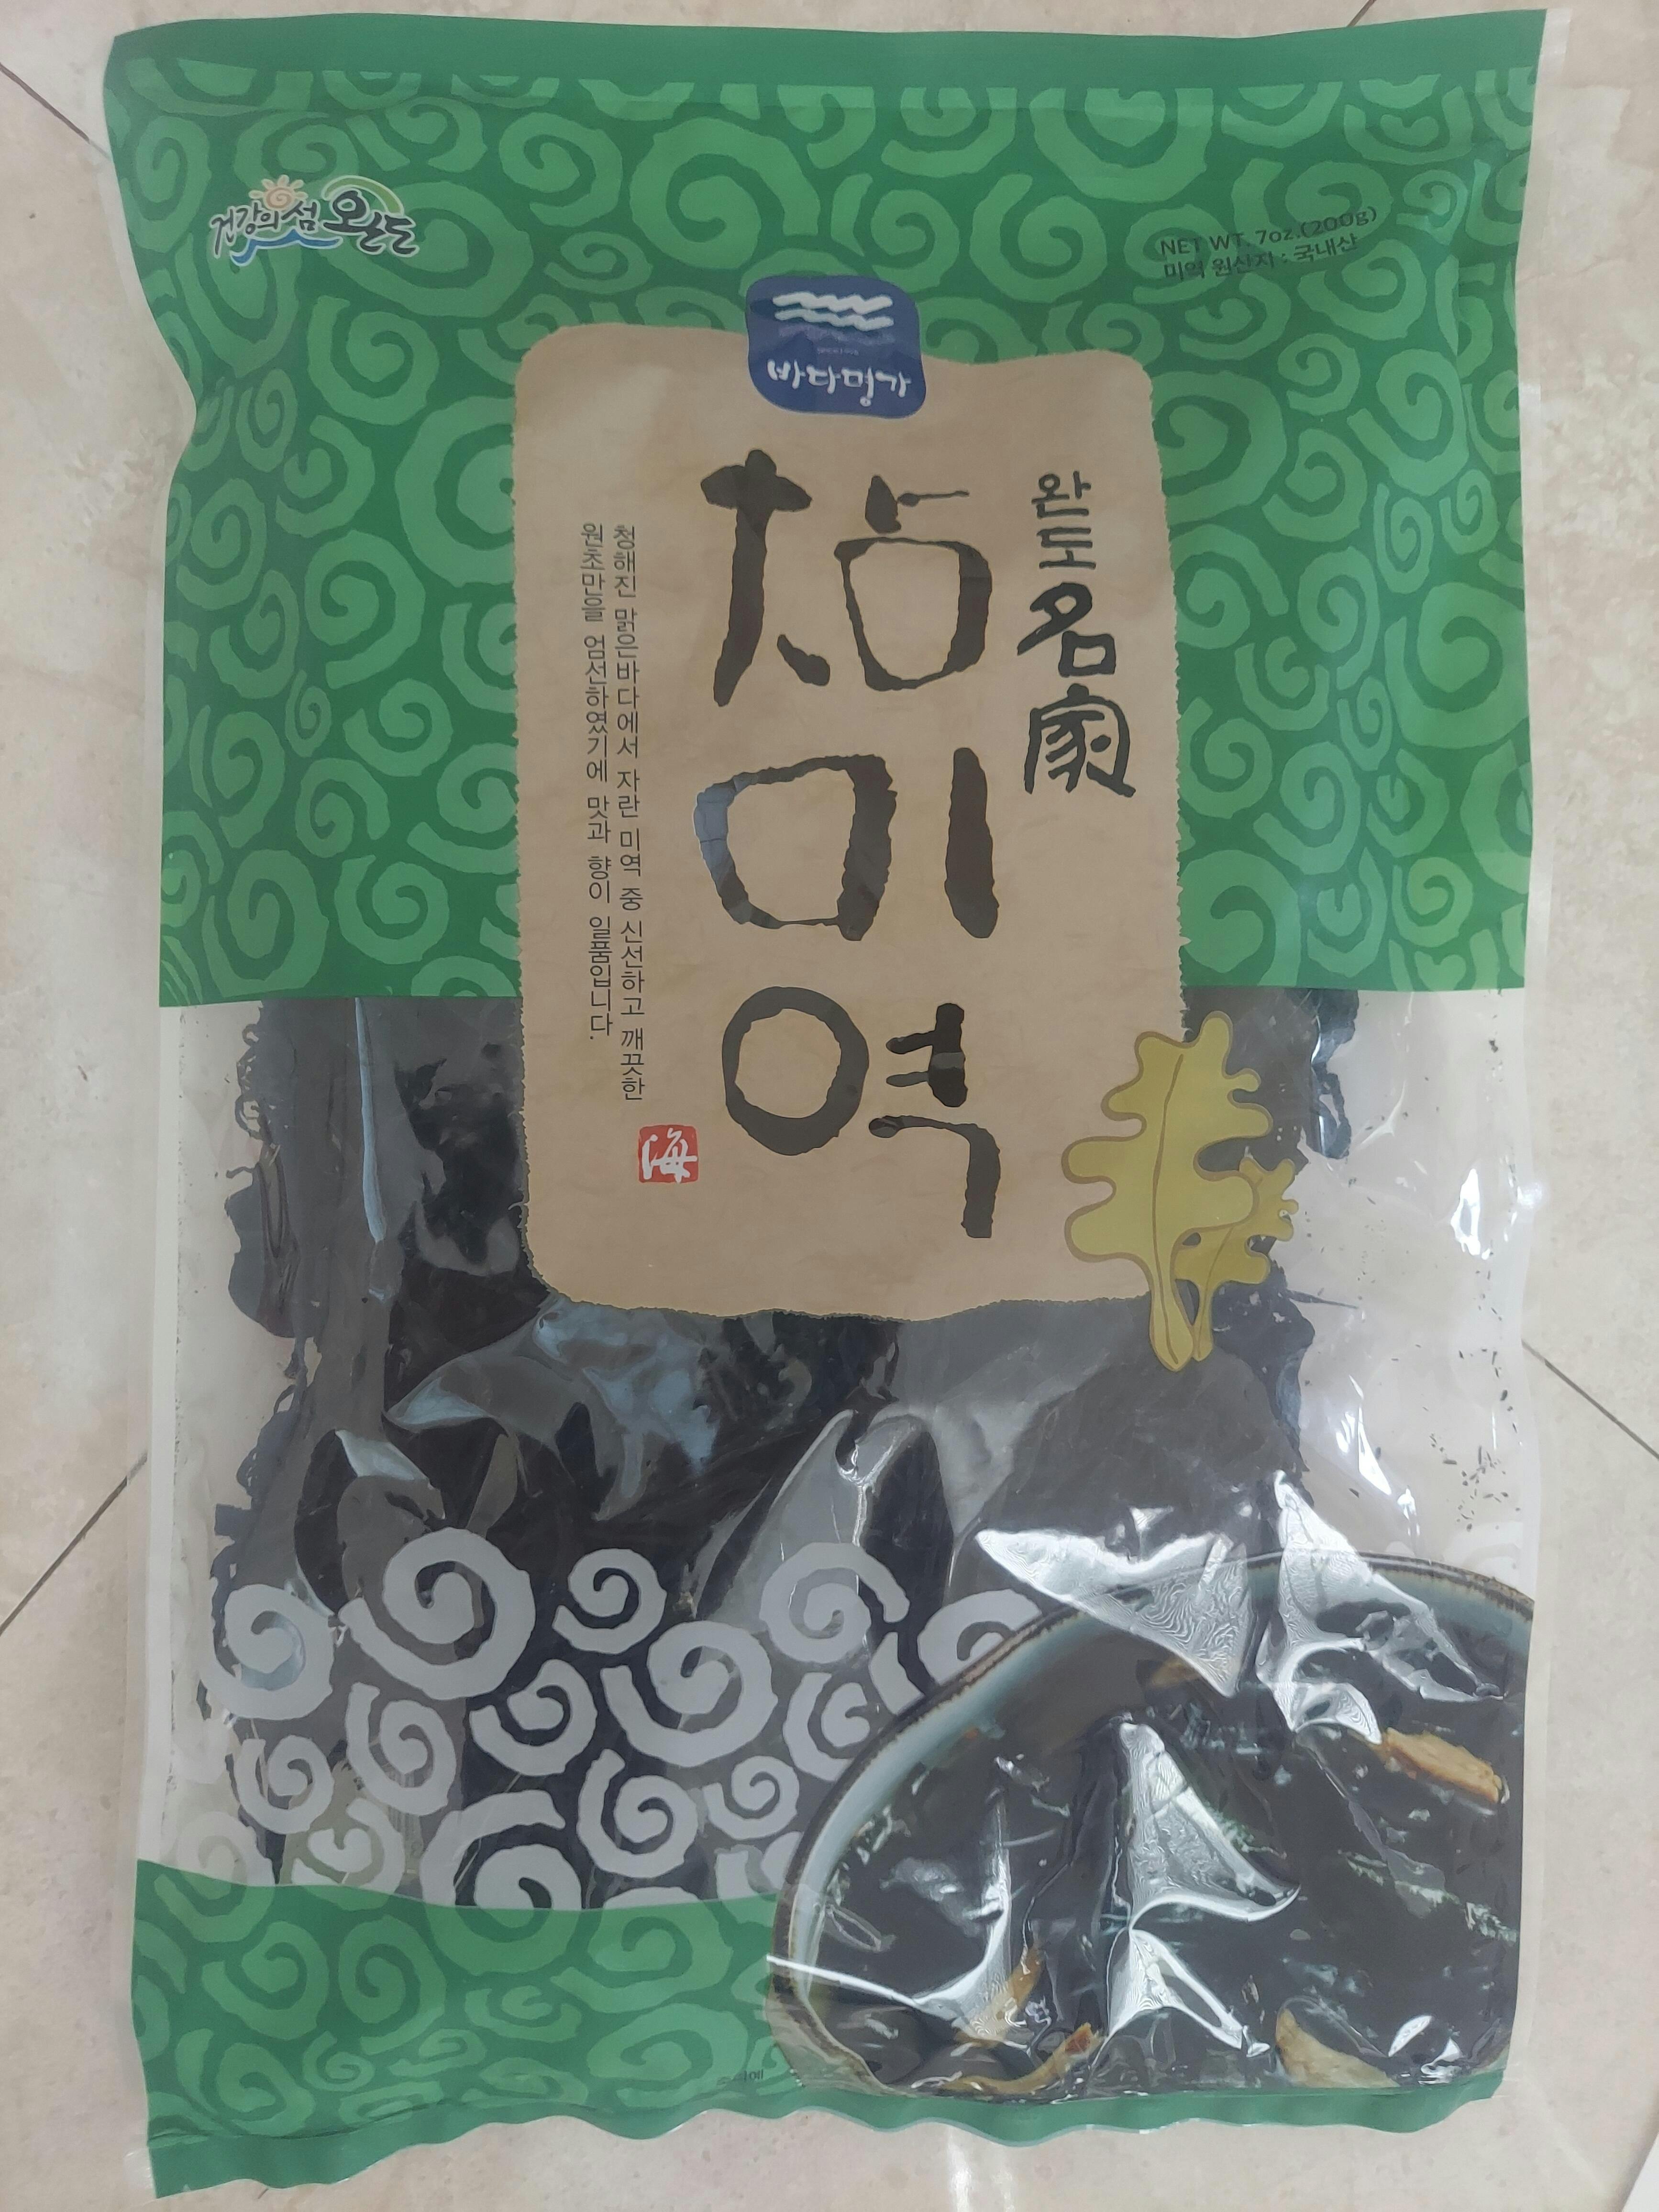 건강의 섬 완도
NET WT. 7oz.(200g)
미역 원산지 : 국내산
바다명가
완도 名家
참미역
청해진 맑은바다에서 자란 미역 중 신선하고 깨끗한
원초만을 엄선하였기에 맛과 향이 일품입니다.
海